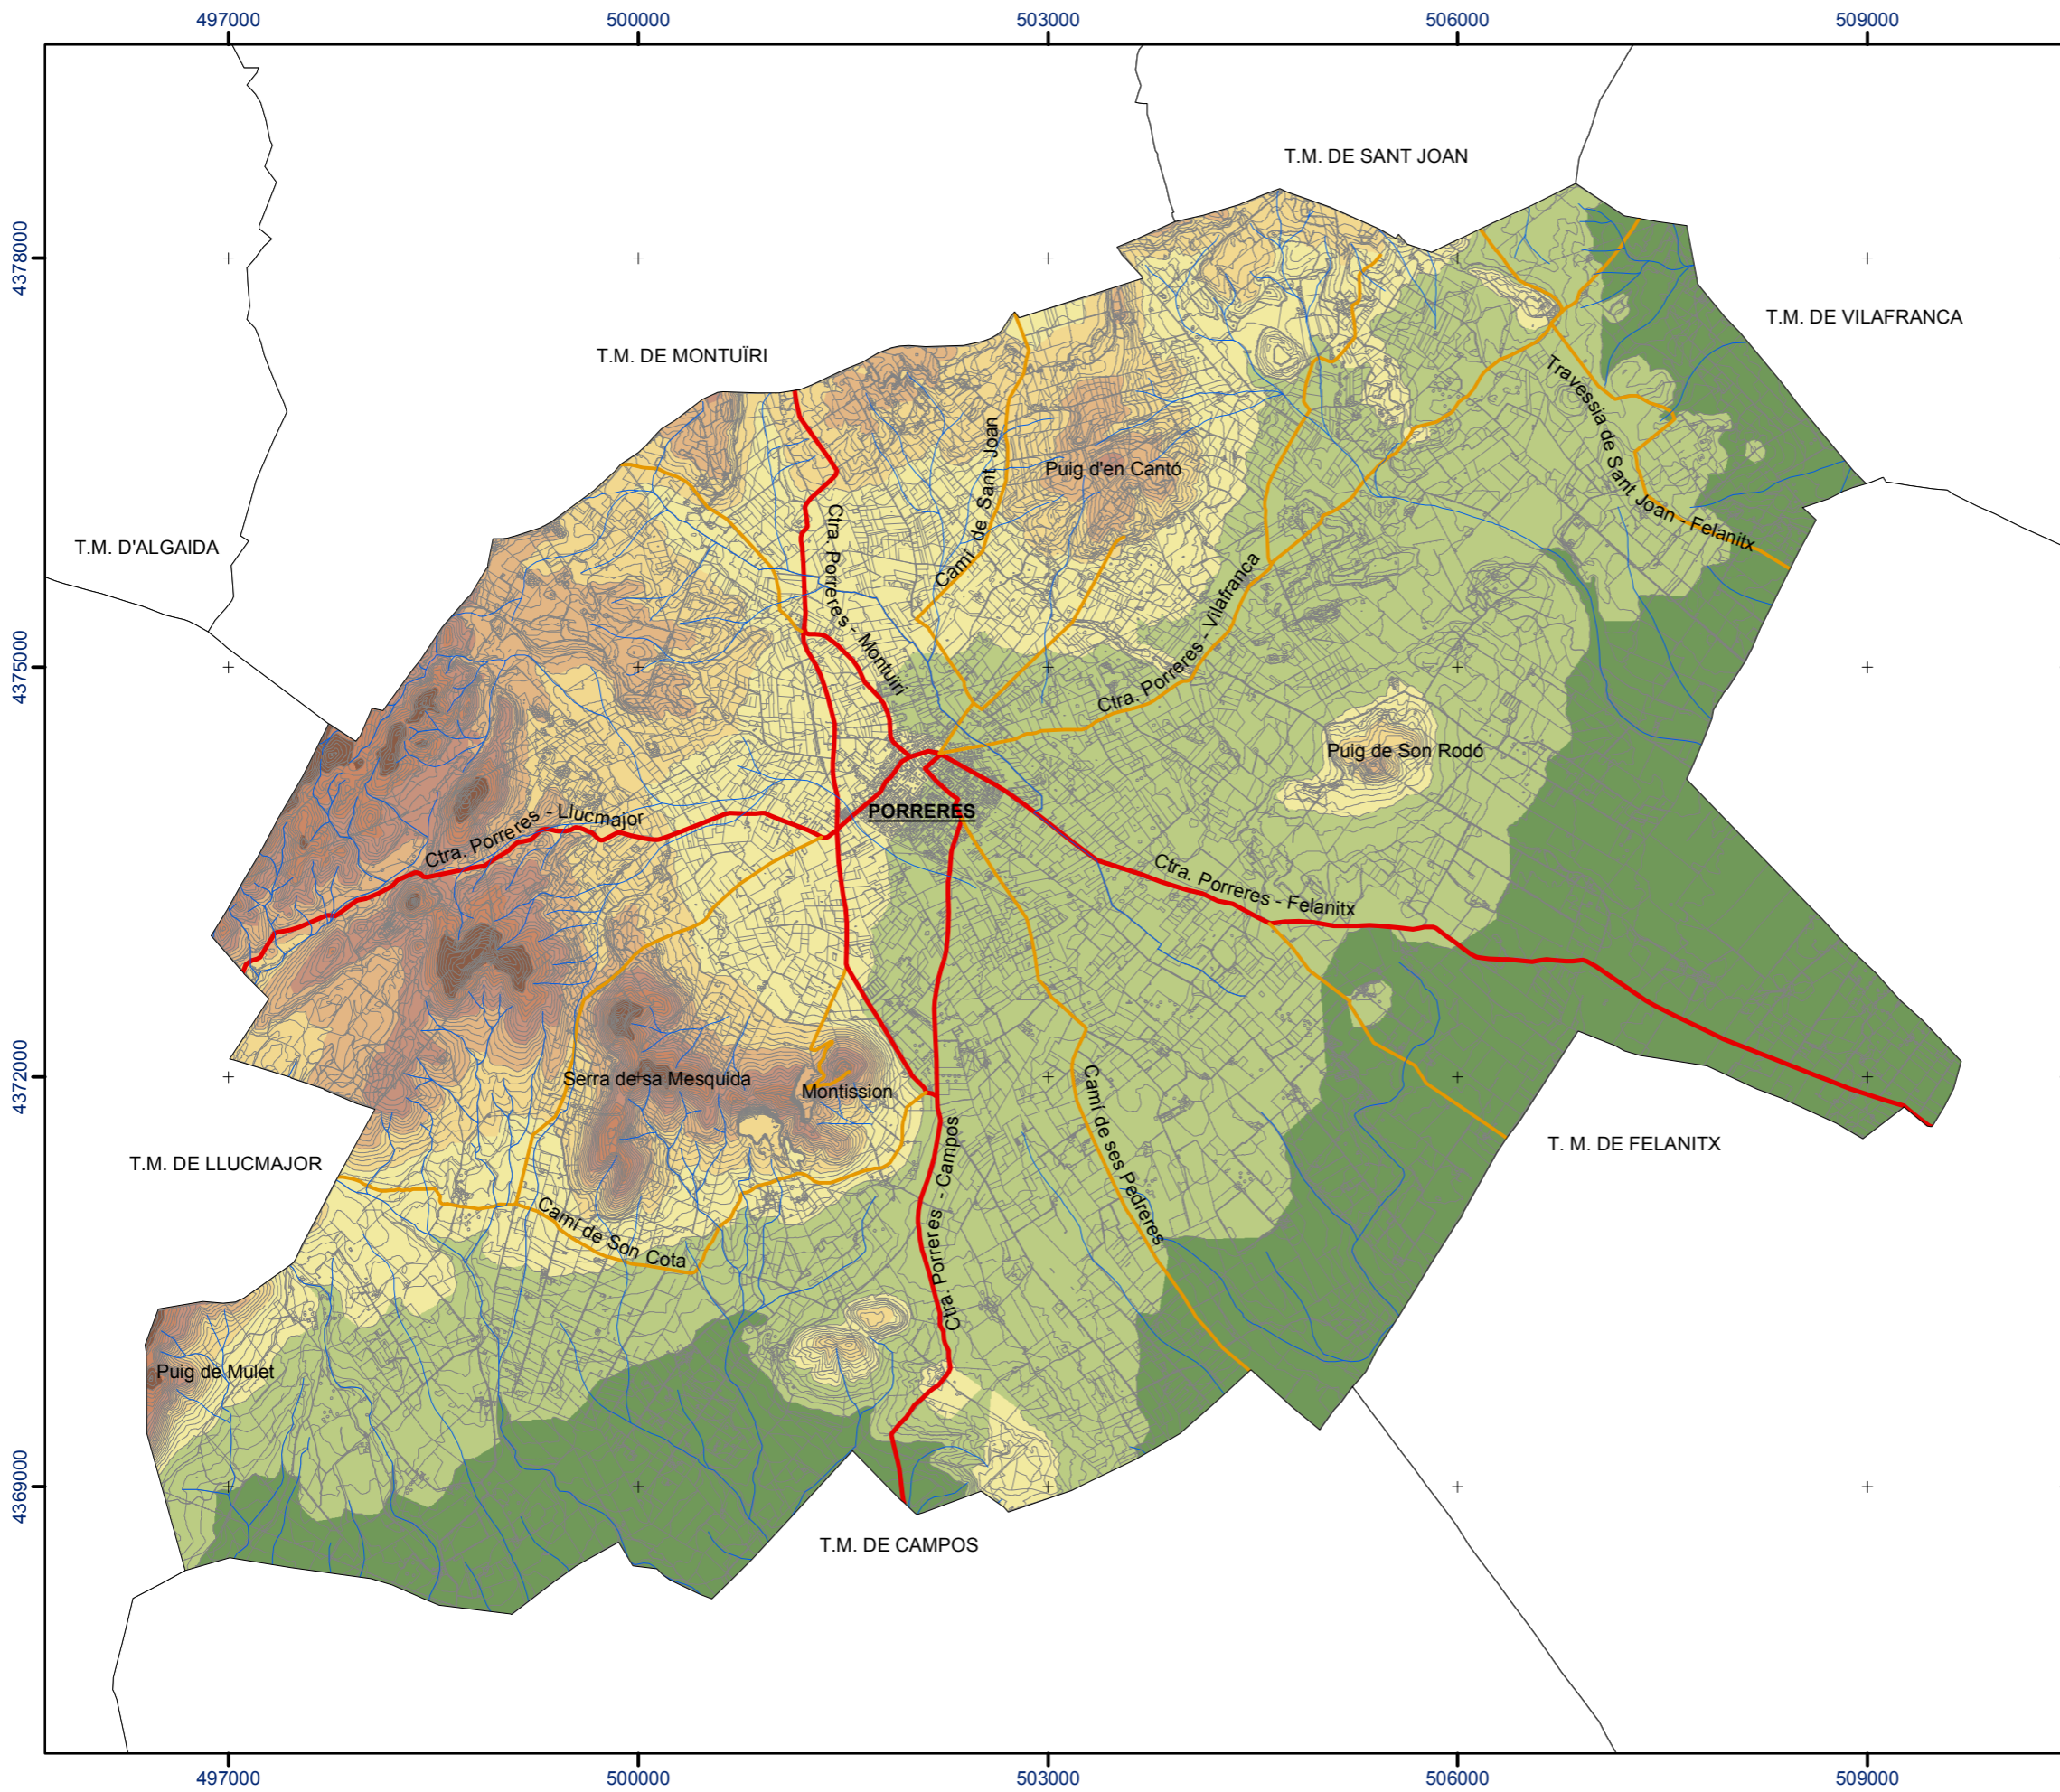 497000 500000 503000 506000 509000
T.M. DE SANT JOAN
4378000
T.M. DE VILAFRANCA
T.M. DE MONTUÏRI
Travessia de Sant Joan - Felanitx
Camí de Sant Joan
Puig d'en Cantó
Ctra. Porreres - Montuïri
T.M. D'ALGAIDA
Ctra. Porreres - Vilafranca
4375000
Puig de Son Rodó
PORRERES
Ctra. Porreres - Llucmajor
Ctra. Porreres - Felanitx
4372000
Serra de sa Mesquida
Montission
Camí de ses Pedreres
T. M. DE FELANITX
T.M. DE LLUCMAJOR
Ctra. Porreres - Campos
Camí de Son Cota
Puig de Mulet
4369000
T.M. DE CAMPOS
497000 500000 503000 506000 509000